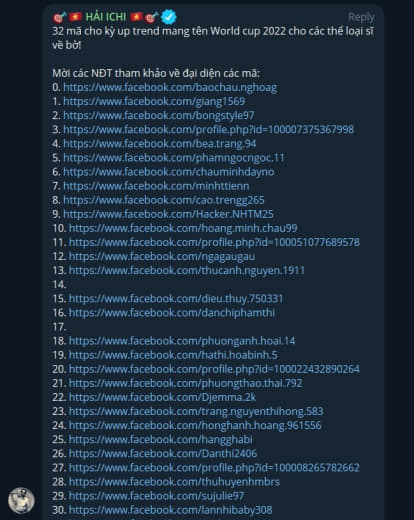 HẢI ICHI
Reply
32 mã cho kỳ up trend mang tên World cup 2022 cho các thể loại sĩ
về bờ!
Mời các NĐT tham khảo về đại diện các mã:
0. https://www.facebook.com/baochau.nghoag
1. https://www.facebook.com/giang1569
2. https://www.facebook.com/bongstyle97
3. https://www.facebook.com/profile.php?id=100007375367998
4. https://www.facebook.com/bea.trang.94
5. https://www.facebook.com/phamngocngoc.11
6. https://www.facebook.com/chauminhdayno
7. https://www.facebook.com/minhttienn
8. https://www.facebook.com/cao.trengg265
9. https://www.facebook.com/Hacker.NHTM25
10. https://www.facebook.com/hoang.minh.chau99
11. https://www.facebook.com/profile.php?id=100051077689578
12. https://www.facebook.com/ngagaugau
13. https://www.facebook.com/thucanh.nguyen.1911
14.
15. https://www.facebook.com/dieu.thuy.750331
16. https://www.facebook.com/danchiphamthi
17.
18. https://www.facebook.com/phuonganh.hoai.14
19. https://www.facebook.com/hathi.hoabinh.5
20. https://www.facebook.com/profile.php?id=100022432890264
21. https://www.facebook.com/phuongthao.thai.792
22. https://www.facebook.com/Djemma.2k
23. https://www.facebook.com/trang.nguyenthihong.583
24. https://www.facebook.com/honghanh.hoang.961556
25. https://www.facebook.com/hangghabi
26. https://www.facebook.com/Danthi2406
27. https://www.facebook.com/profile.php?id=100008265782662
28. https://www.facebook.com/thuhuyenhmbrs
29. https://www.facebook.com/sujulie97
30. https://www.facebook.com/lannhibaby308